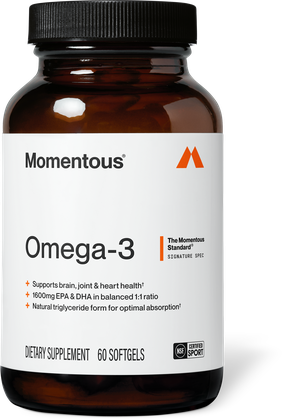 Momentous®
Omega-3
The Momentous
Standard®
SIGNATURE SPEC
+ Supports brain, joint & heart health†
+ 1600mg EPA & DHA in balanced 1:1 ratio
+ Natural triglyceride form for optimal absorption†
DIETARY SUPPLEMENT 60 SOFTGELS
NSF CERTIFIED
SPORT